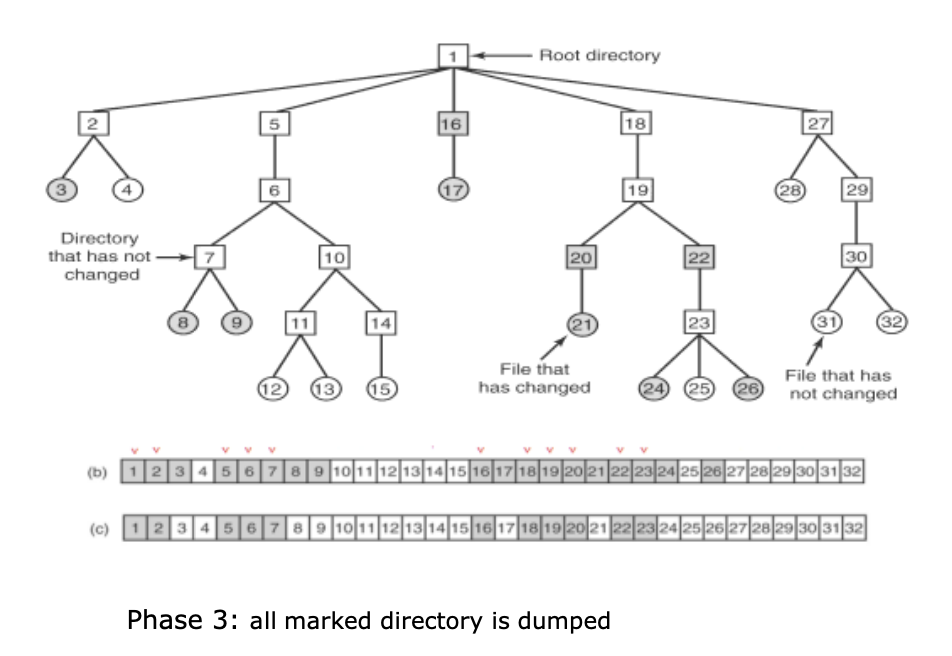 1 Root directory
2 5 16 18 27
3 4 6 17 19 28 29
Directory
that has not
changed
7 10 20 22 30
8 9 11 14 21 23 31 32
File that
has changed
12 13 15 24 25 26
File that has
not changed
(b) 1 2 3 4 5 6 7 8 9 10 11 12 13 14 15 16 17 18 19 20 21 22 23 24 25 26 27 28 29 30 31 32
(c) 1 2 3 4 5 6 7 8 9 10 11 12 13 14 15 16 17 18 19 20 21 22 23 24 25 26 27 28 29 30 31 32
Phase 3: all marked directory is dumped